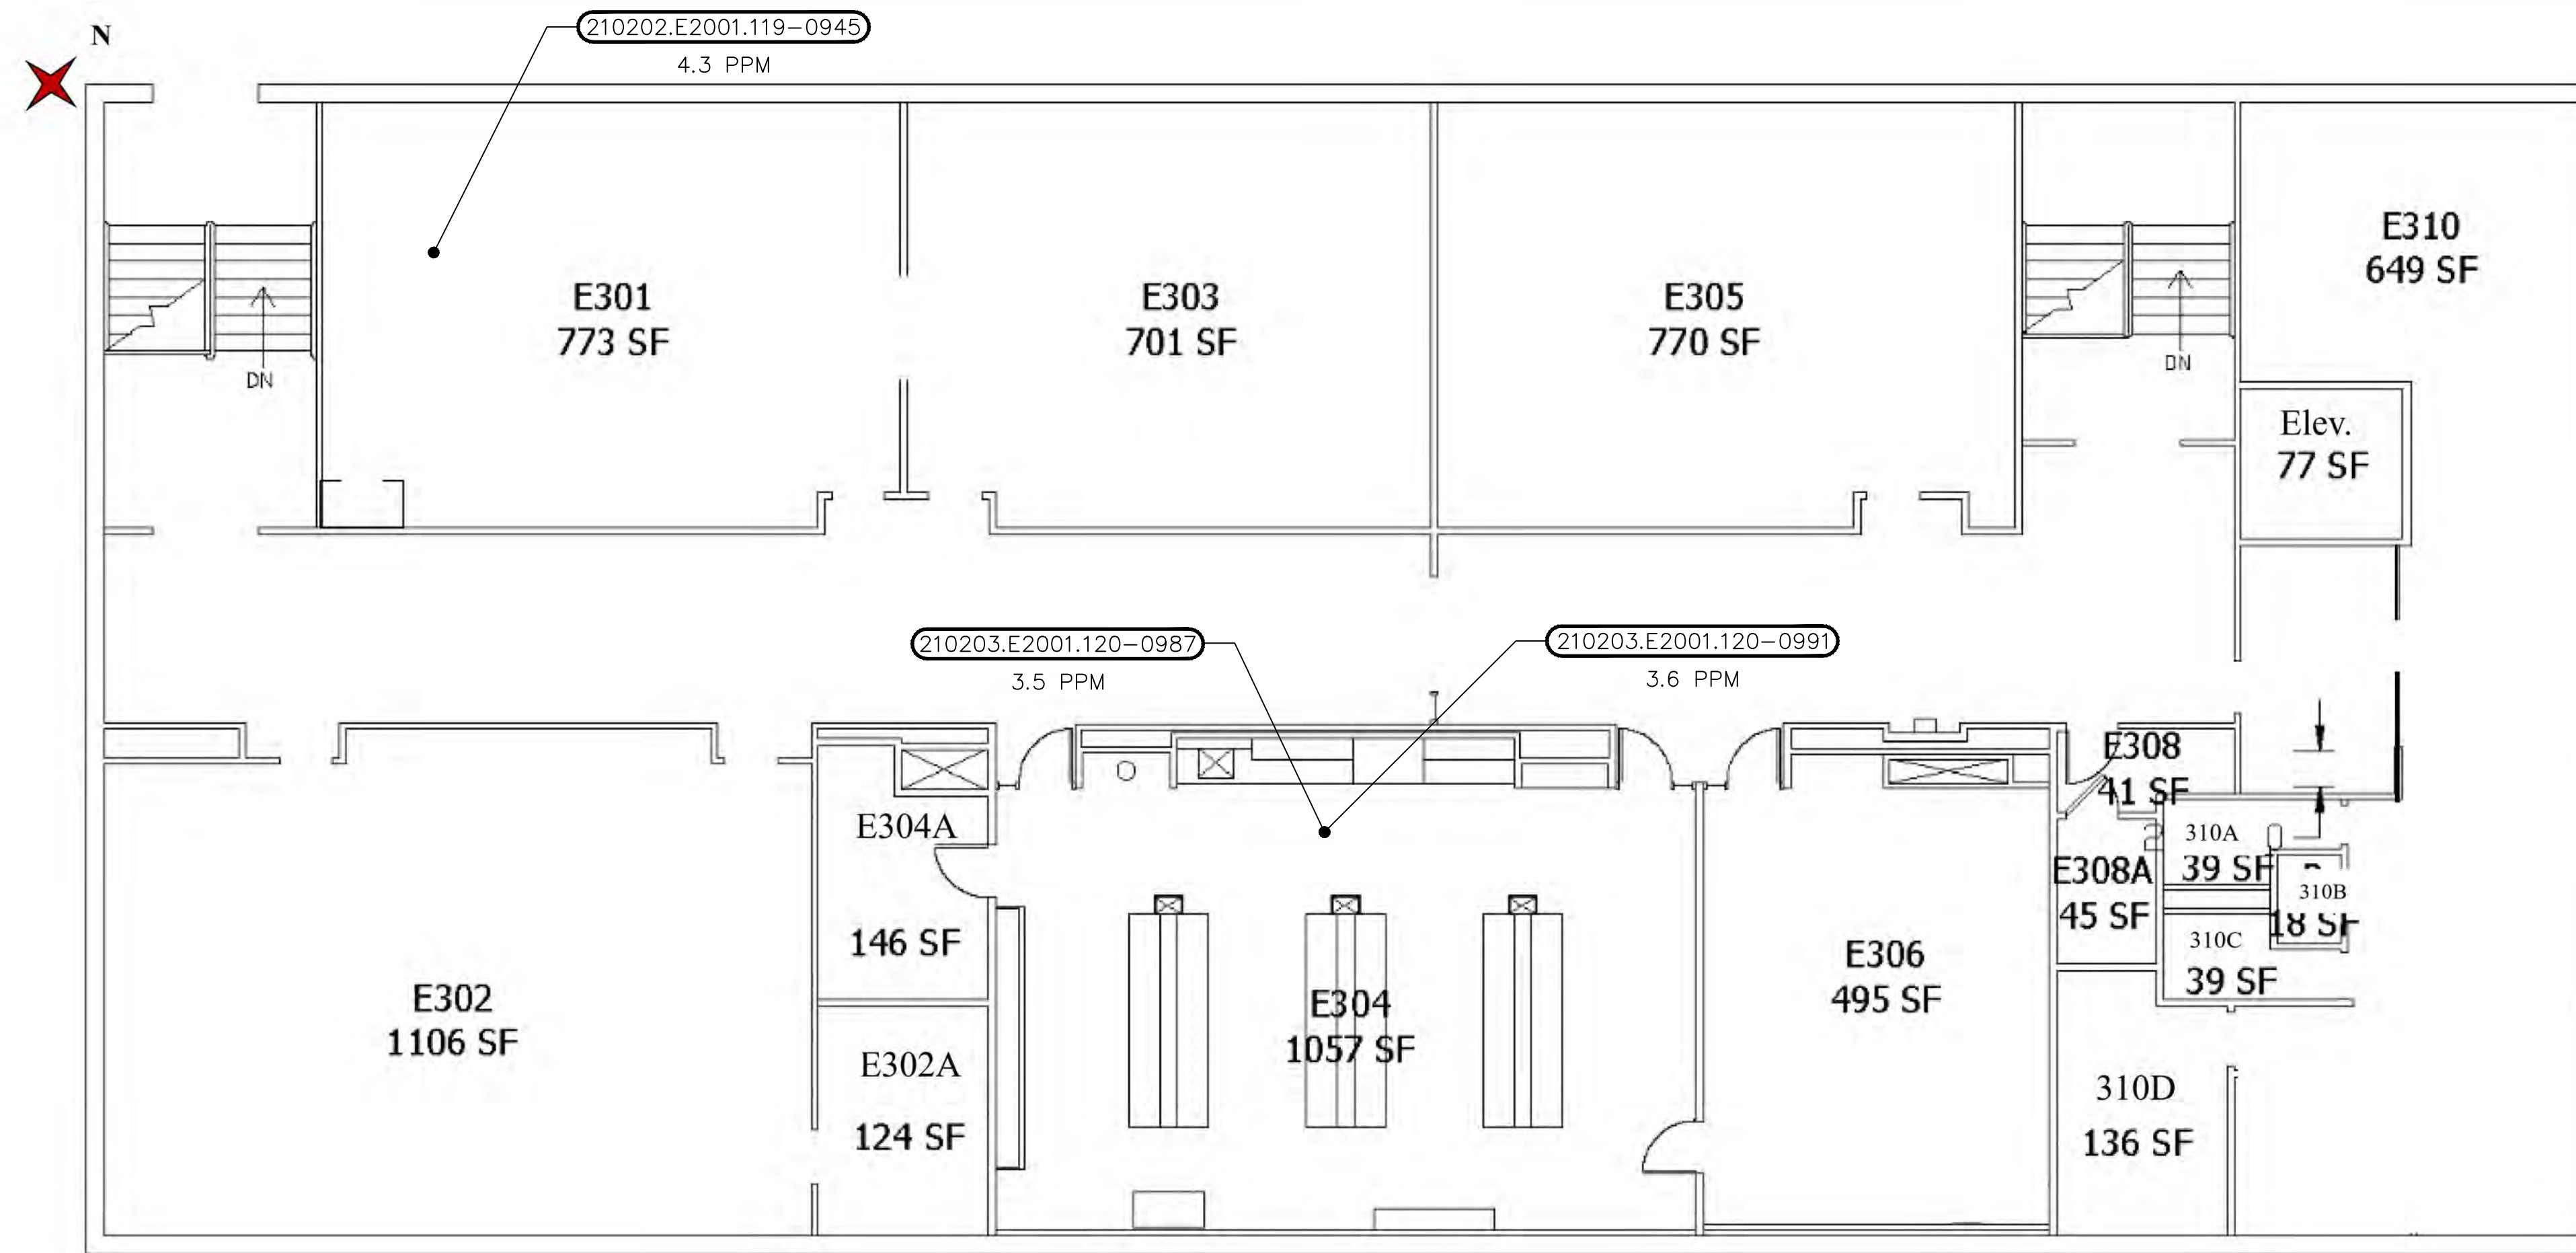 N
210202.E2001.119-0945
4.3 PPM
E301
773 SF
E303
701 SF
E305
770 SF
E310
649 SF
DN
DN
Elev.
77 SF
210203.E2001.120-0987
3.5 PPM
210203.E2001.120-0991
3.6 PPM
E308
41 SF
E304A
146 SF
310A
39 SF
E308A
45 SF
310B
18 SF
310C
39 SF
E302
1106 SF
E304
1057 SF
E306
495 SF
E302A
124 SF
310D
136 SF